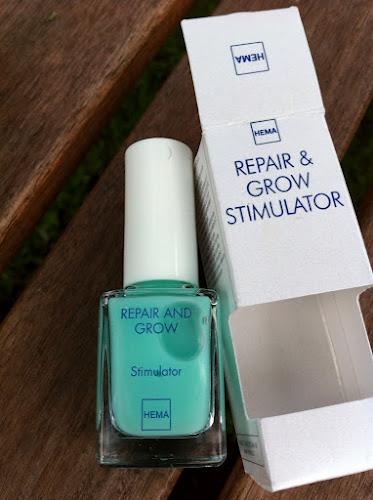 HEMA
HEMA
REPAIR &
GROW
STIMULATOR
REPAIR AND
GROW
Stimulator
HEMA